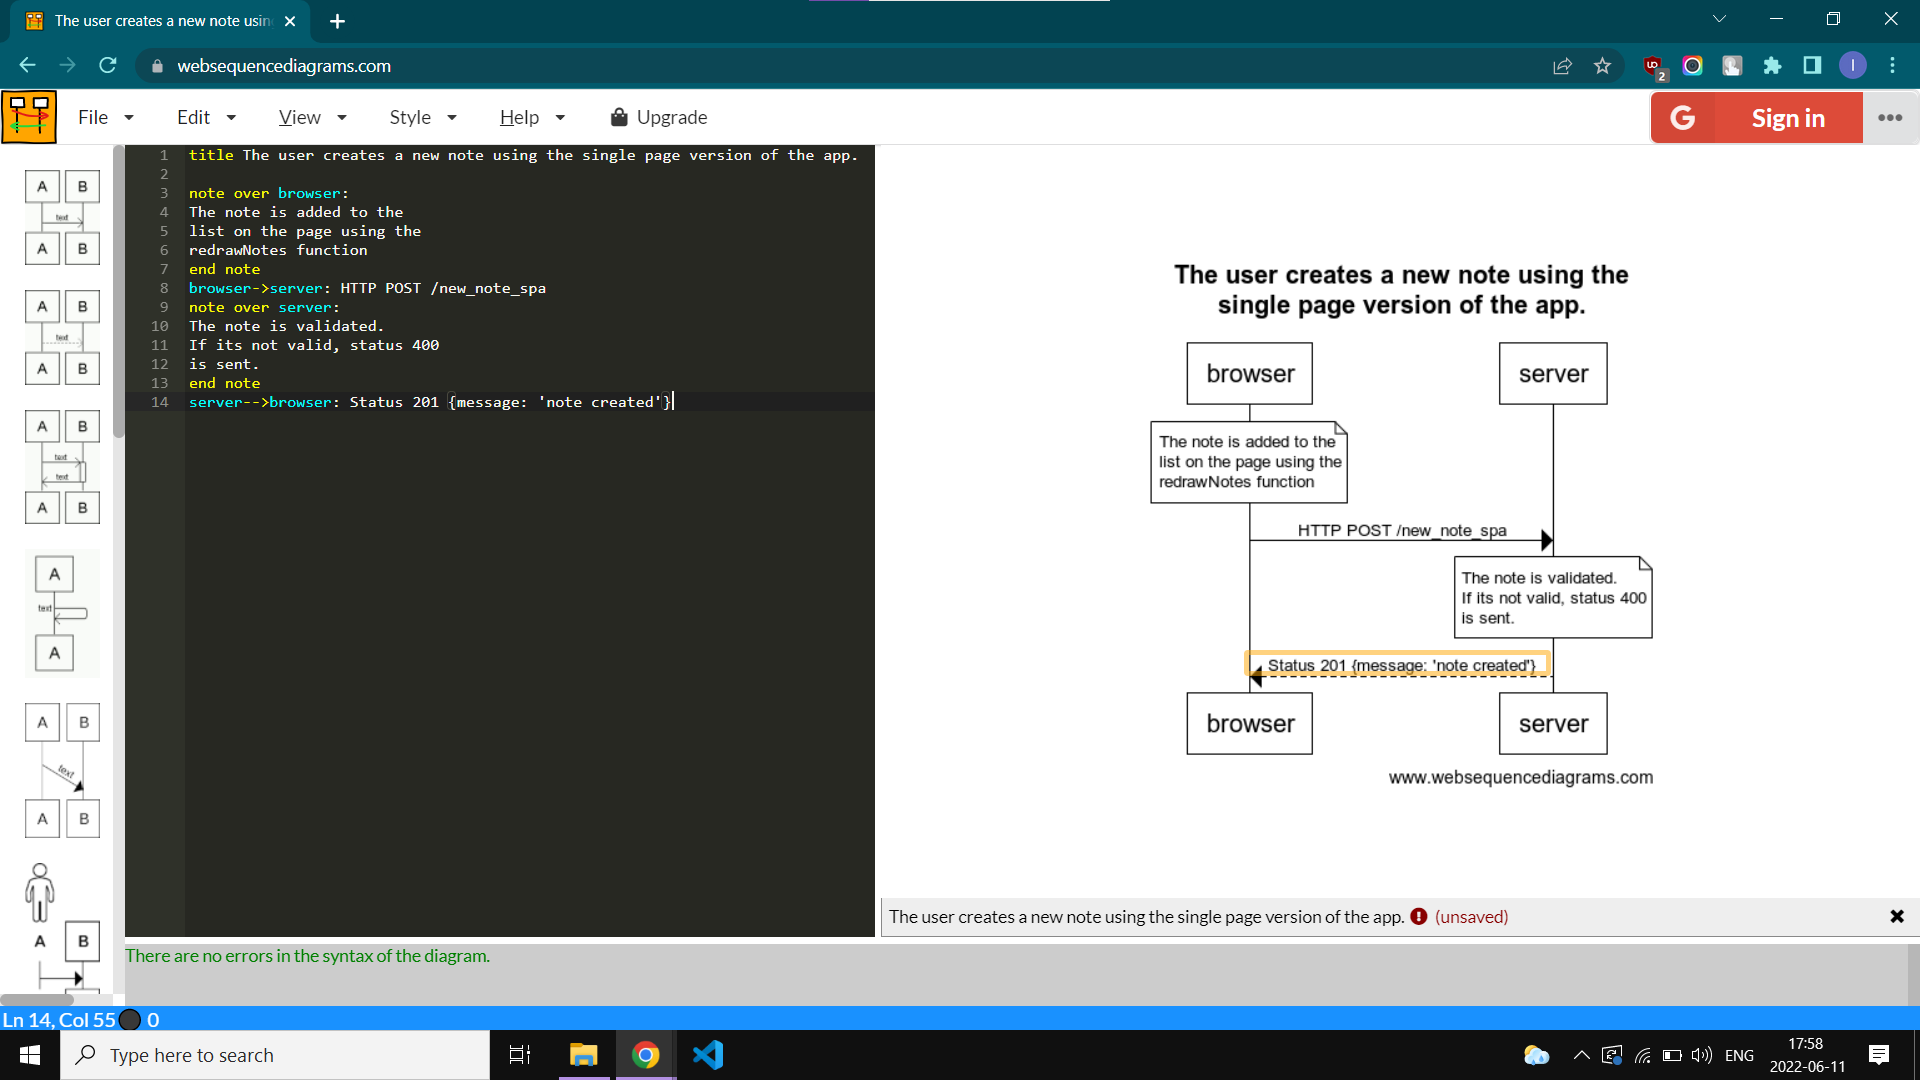 The user creates a new note usin
websequencediagrams.com
2
I
File
Edit
View
Style
Help
Upgrade
G
Sign in
1 title The user creates a new note using the single page version of the app.
2
3 note over browser:
4 The note is added to the
5 list on the page using the
6 redrawNotes function
7 end note
8 browser->server: HTTP POST /new_note_spa
9 note over server:
10 The note is validated.
11 If its not valid, status 400
12 is sent.
13 end note
14 server-->browser: Status 201 {message: 'note created'}
A B
text
A B
A B
text
A B
A B
text
text
A B
A
text
A
A B
text
A B
A B
The user creates a new note using the
single page version of the app.
browser server
The note is added to the
list on the page using the
redrawNotes function
HTTP POST /new_note_spa
The note is validated.
If its not valid, status 400
is sent.
Status 201 {message: 'note created'}
browser server
www.websequencediagrams.com
The user creates a new note using the single page version of the app. (unsaved)
There are no errors in the syntax of the diagram.
Ln 14, Col 55 0
Type here to search
ENG
17:58
2022-06-11